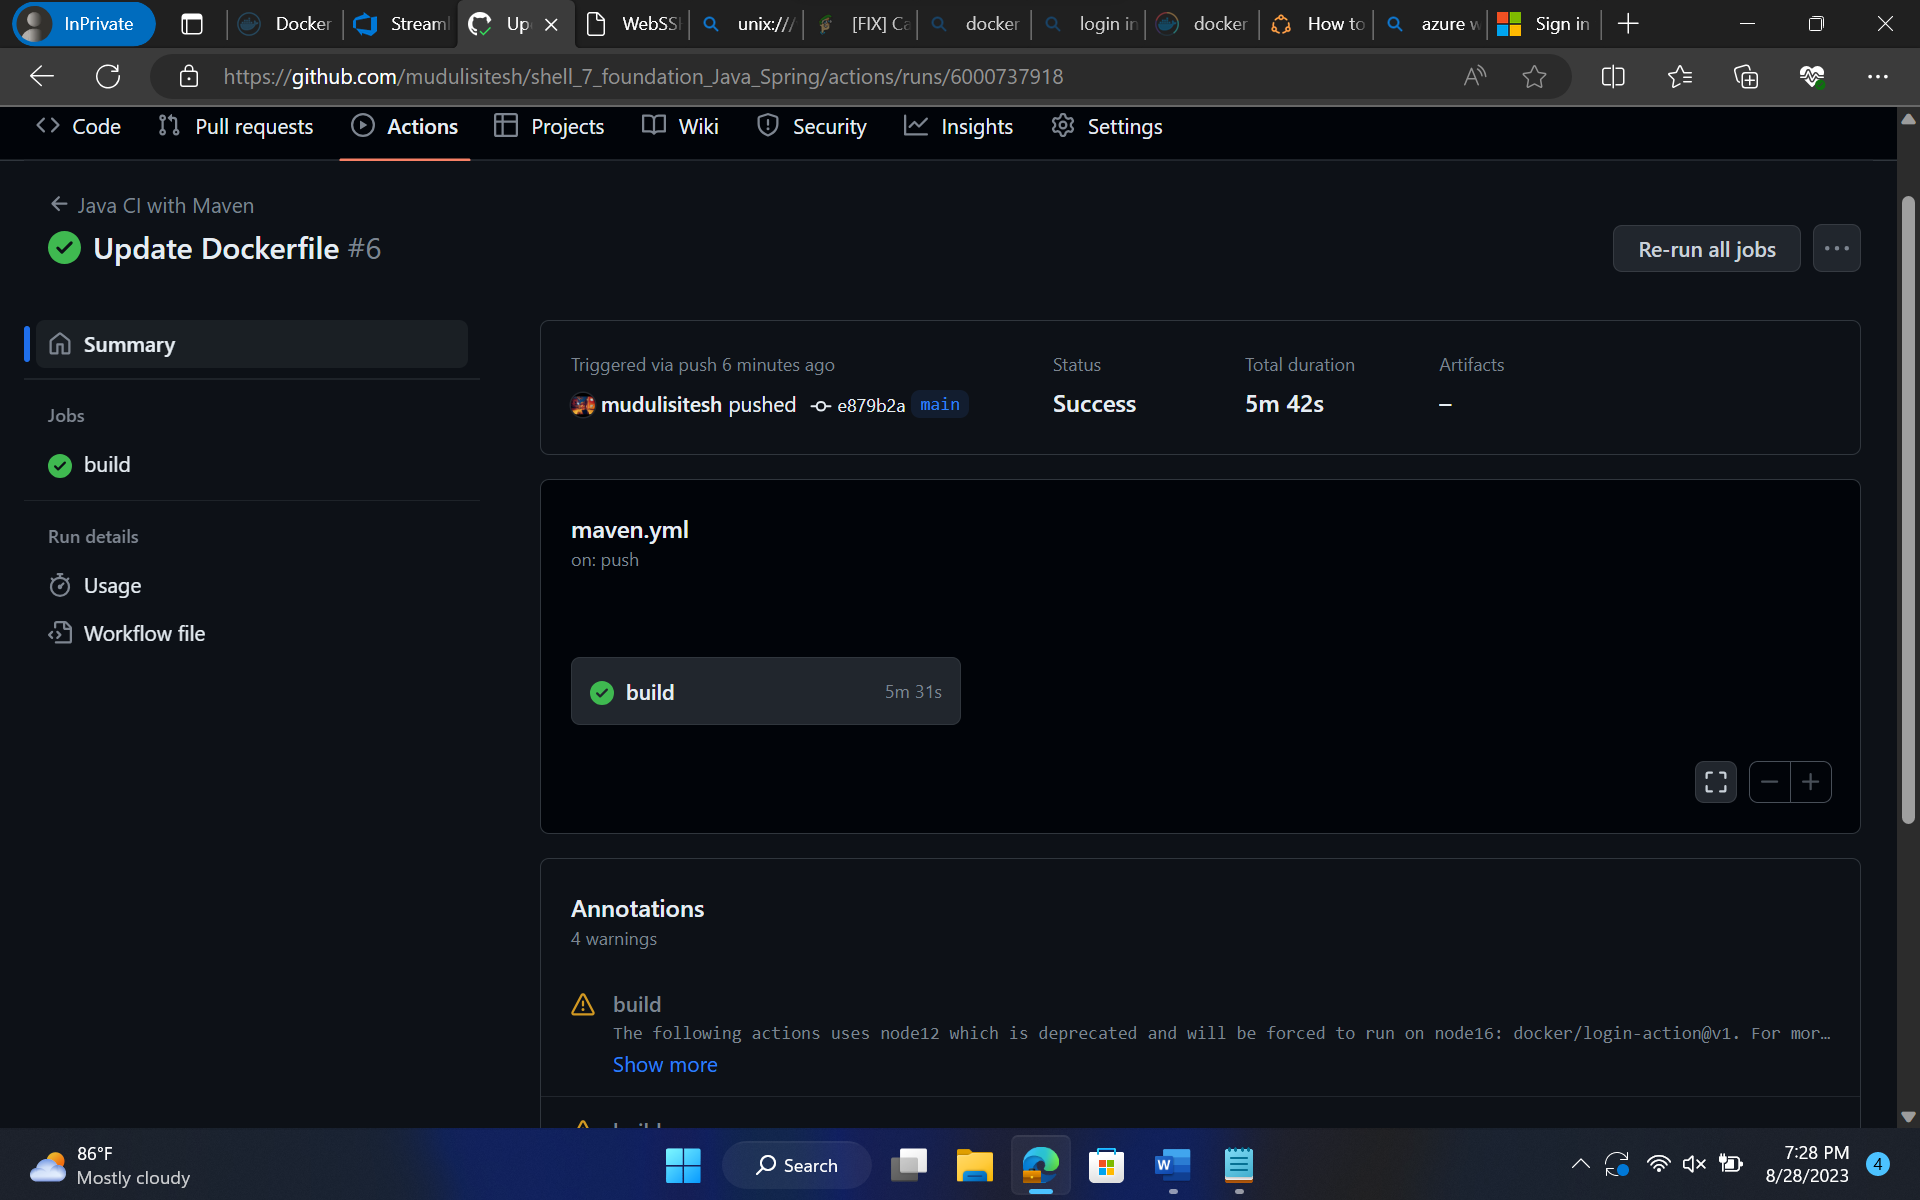 InPrivate
Docker
Stream
Up
WebSS
unix:///
[FIX] Ca
docker
login in
docker
How to
azure w
Sign in
https://github.com/mudulisitesh/shell_7_foundation_Java_Spring/actions/runs/6000737918
Code
Pull requests
Actions
Projects
Wiki
Security
Insights
Settings
Java CI with Maven
Update Dockerfile #6
Re-run all jobs
Summary
Jobs
build
Run details
Usage
Workflow file
Triggered via push 6 minutes ago
mudulisitesh pushed e879b2a main
Status
Success
Total duration
5m 42s
Artifacts
–
maven.yml
on: push
build 5m 31s
Annotations
4 warnings
build
The following actions uses node12 which is deprecated and will be forced to run on node16: docker/login-action@v1. For mor…
Show more
86°F
Mostly cloudy
Search
7:28 PM
8/28/2023
4